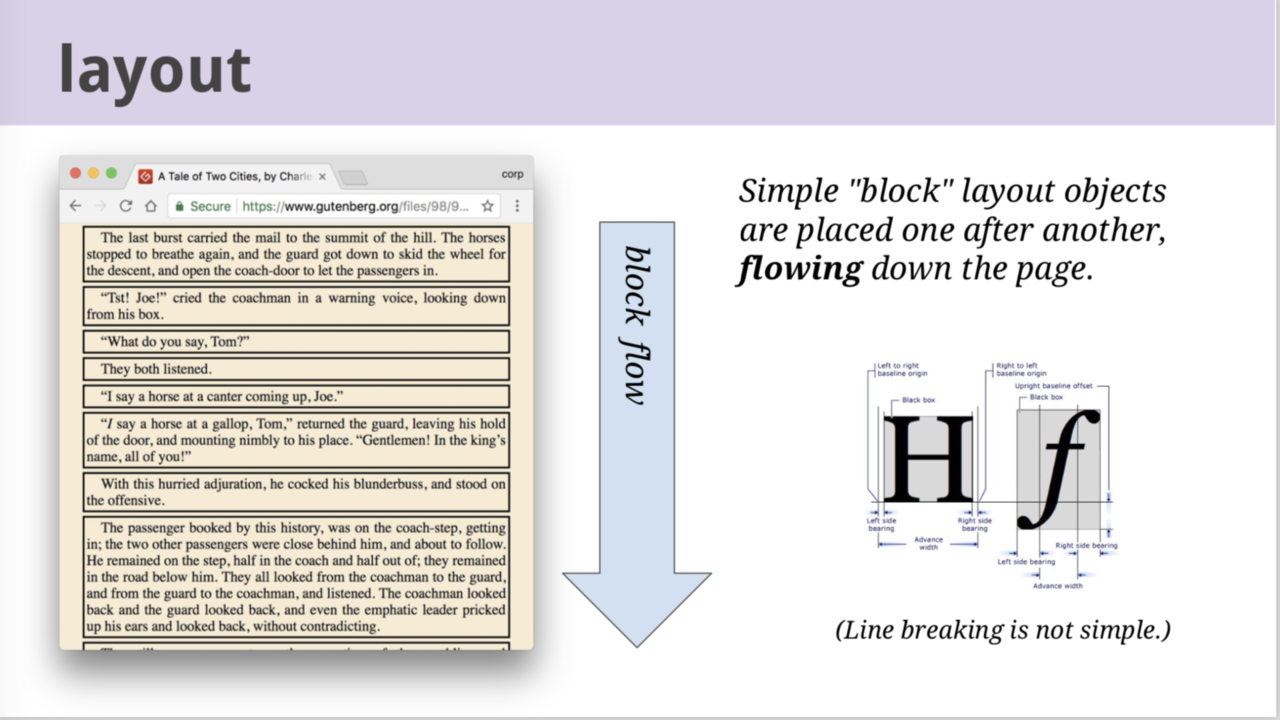 layout
A Tale of Two Cities, by Charle
corp
Secure
https://www.gutenberg.org/files/98/9...
The last burst carried the mail to the summit of the hill. The horses
stopped to breathe again, and the guard got down to skid the wheel for
the descent, and open the coach-door to let the passengers in.
“Tst! Joe!” cried the coachman in a warning voice, looking down
from his box.
“What do you say, Tom?”
They both listened.
“I say a horse at a canter coming up, Joe.”
“I say a horse at a gallop, Tom,” returned the guard, leaving his hold
of the door, and mounting nimbly to his place. “Gentlemen! In the king’s
name, all of you!”
With this hurried adjuration, he cocked his blunderbuss, and stood on
the offensive.
The passenger booked by this history, was on the coach-step, getting
in; the two other passengers were close behind him, and about to follow.
He remained on the step, half in the coach and half out of; they remained
in the road below him. They all looked from the coachman to the guard,
and from the guard to the coachman, and listened. The coachman looked
back and the guard looked back, and even the emphatic leader pricked
up his ears and looked back, without contradicting.
block flow
Simple "block" layout objects
are placed one after another,
flowing down the page.
Left to right
baseline origin
Right to left
baseline origin
Upright baseline offset
Black box
Black box
H
f
Left side
bearing
Right side
bearing
Advance
width
Right side bearing
Left side bearing
Advance width
(Line breaking is not simple.)